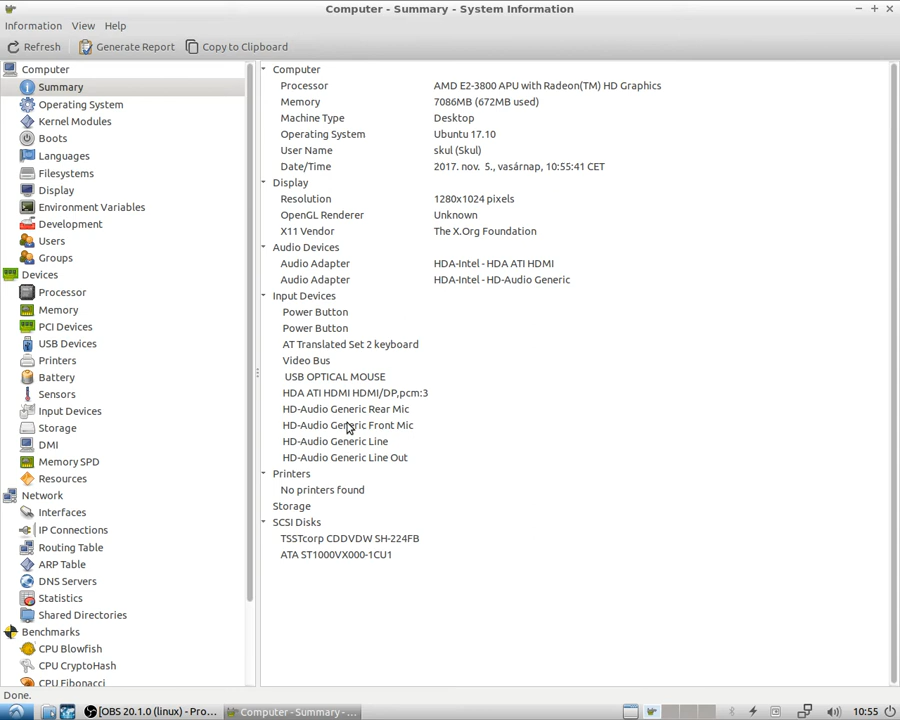 Computer - Summary - System Information
Information View Help
Refresh Generate Report Copy to Clipboard
Computer
Summary
Operating System
Kernel Modules
Boots
Languages
Filesystems
Display
Environment Variables
Development
Users
Groups
Devices
Processor
Memory
PCI Devices
USB Devices
Printers
Battery
Sensors
Input Devices
Storage
DMI
Memory SPD
Resources
Network
Interfaces
IP Connections
Routing Table
ARP Table
DNS Servers
Statistics
Shared Directories
Benchmarks
CPU Blowfish
CPU CryptoHash
CPU Fibonacci
Computer
Processor AMD E2-3800 APU with Radeon(TM) HD Graphics
Memory 7086MB (672MB used)
Machine Type Desktop
Operating System Ubuntu 17.10
User Name skul (Skul)
Date/Time 2017. nov. 5., vasárnap, 10:55:41 CET
Display
Resolution 1280x1024 pixels
OpenGL Renderer Unknown
X11 Vendor The X.Org Foundation
Audio Devices
Audio Adapter HDA-Intel - HDA ATI HDMI
Audio Adapter HDA-Intel - HD-Audio Generic
Input Devices
Power Button
Power Button
AT Translated Set 2 keyboard
Video Bus
USB OPTICAL MOUSE
HDA ATI HDMI HDMI/DP,pcm:3
HD-Audio Generic Rear Mic
HD-Audio Generic Front Mic
HD-Audio Generic Line
HD-Audio Generic Line Out
Printers
No printers found
Storage
SCSI Disks
TSSTcorp CDDVDW SH-224FB
ATA ST1000VX000-1CU1
Done.
[OBS 20.1.0 (linux) - Pro... Computer - Summary - ... 10:55